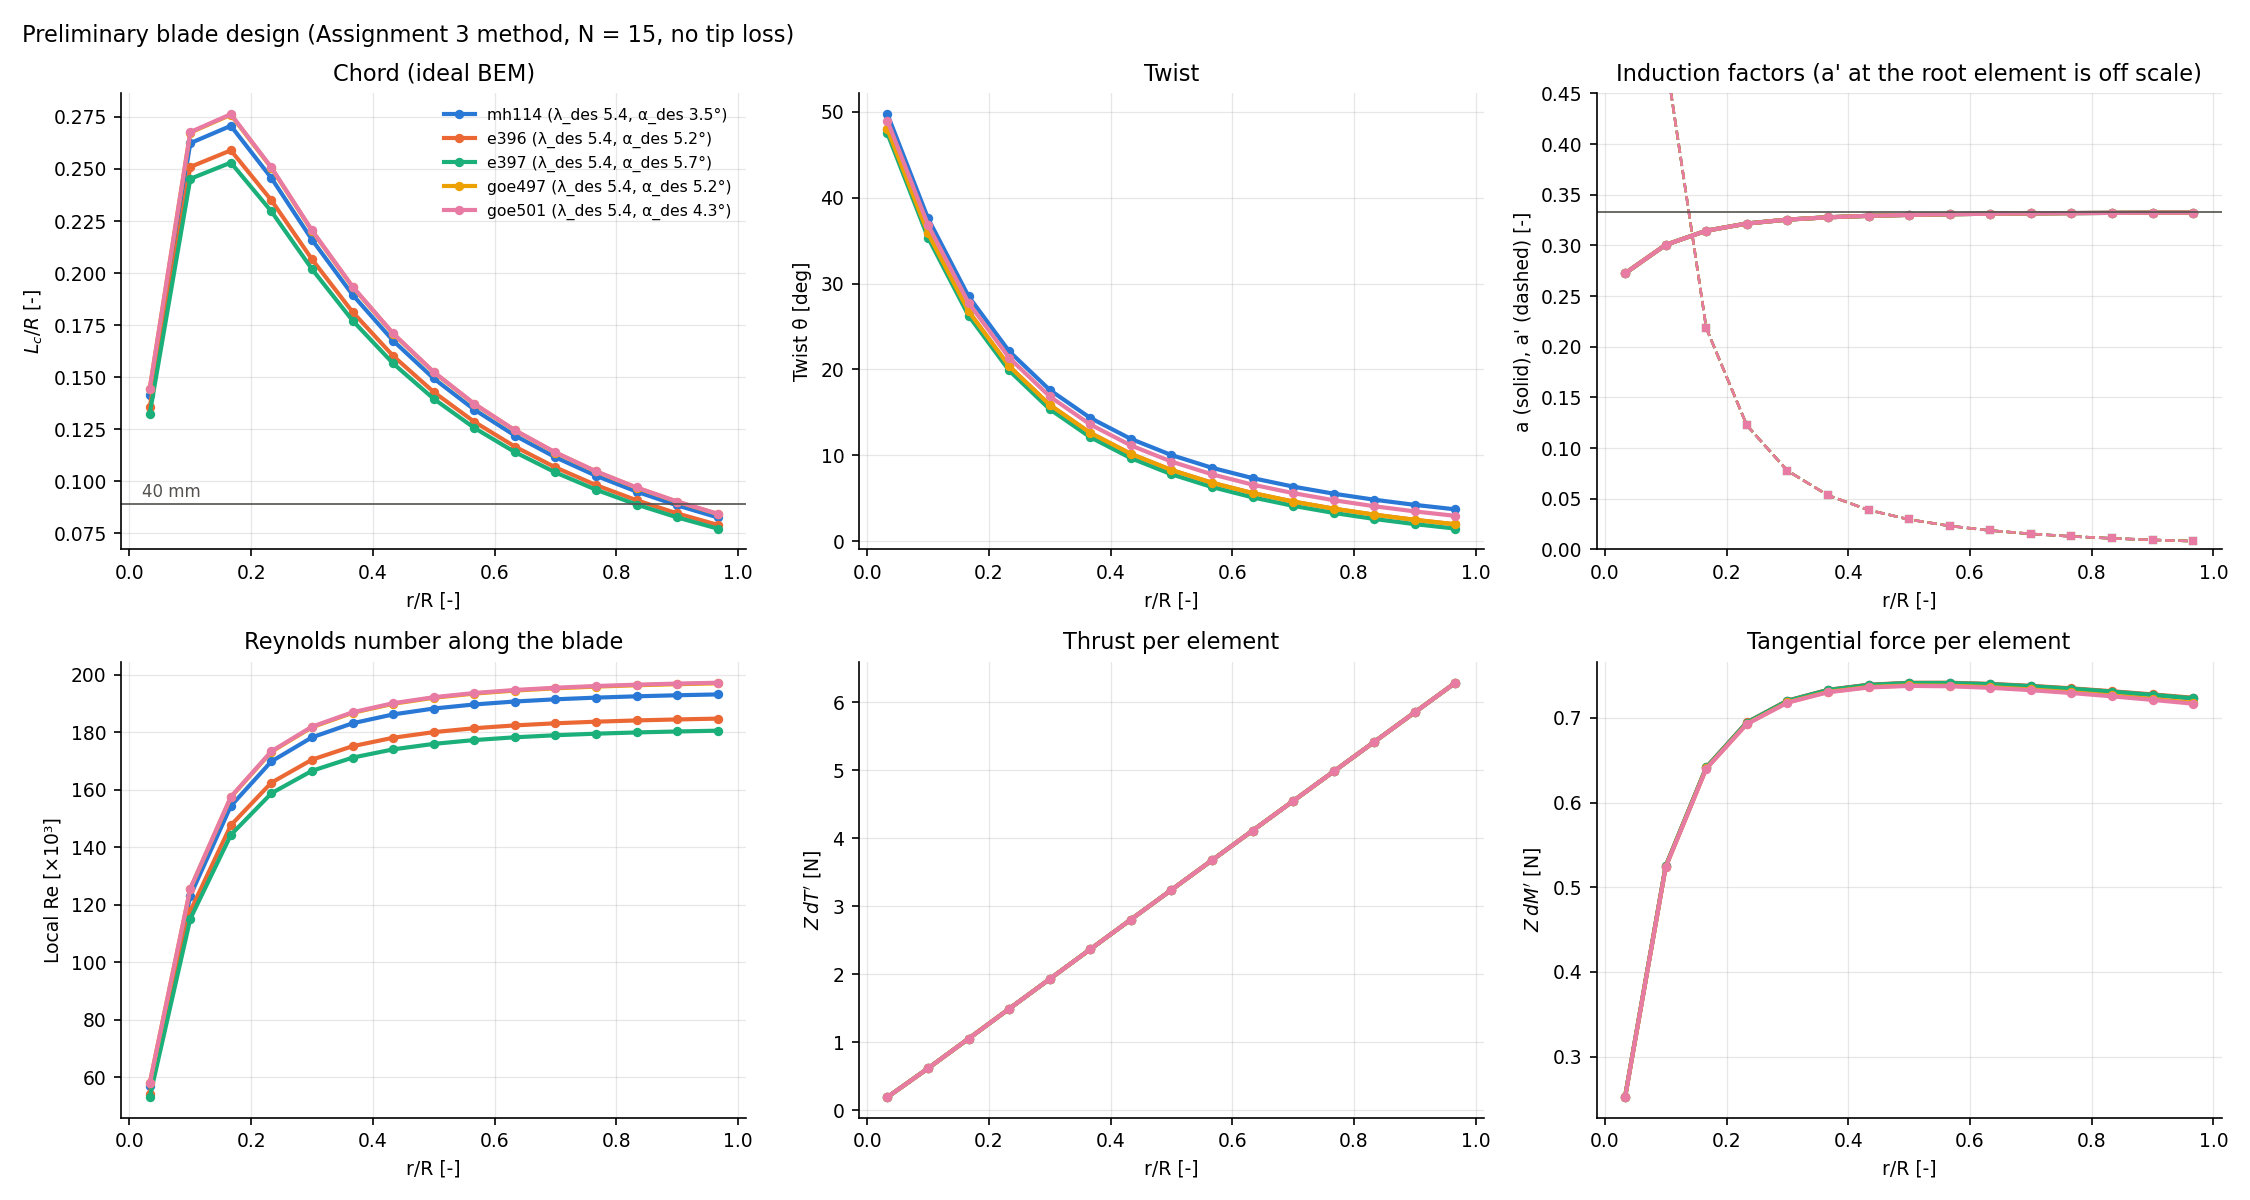 Preliminary blade design (Assignment 3 method, N = 15, no tip loss)
Chord (ideal BEM)
L_c/R [-]
0.275
0.250
0.225
0.200
0.175
0.150
0.125
0.100
0.075
mh114 (λ_des 5.4, α_des 3.5°)
e396 (λ_des 5.4, α_des 5.2°)
e397 (λ_des 5.4, α_des 5.7°)
goe497 (λ_des 5.4, α_des 5.2°)
goe501 (λ_des 5.4, α_des 4.3°)
40 mm
0.0 0.2 0.4 0.6 0.8 1.0
r/R [-]
Twist
Twist θ [deg]
50
40
30
20
10
0
0.0 0.2 0.4 0.6 0.8 1.0
r/R [-]
Induction factors (a' at the root element is off scale)
a (solid), a' (dashed) [-]
0.45
0.40
0.35
0.30
0.25
0.20
0.15
0.10
0.05
0.00
0.0 0.2 0.4 0.6 0.8 1.0
r/R [-]
Reynolds number along the blade
Local Re [×10³]
200
180
160
140
120
100
80
60
0.0 0.2 0.4 0.6 0.8 1.0
r/R [-]
Thrust per element
Z dT′ [N]
6
5
4
3
2
1
0
0.0 0.2 0.4 0.6 0.8 1.0
r/R [-]
Tangential force per element
Z dM′ [N]
0.7
0.6
0.5
0.4
0.3
0.0 0.2 0.4 0.6 0.8 1.0
r/R [-]